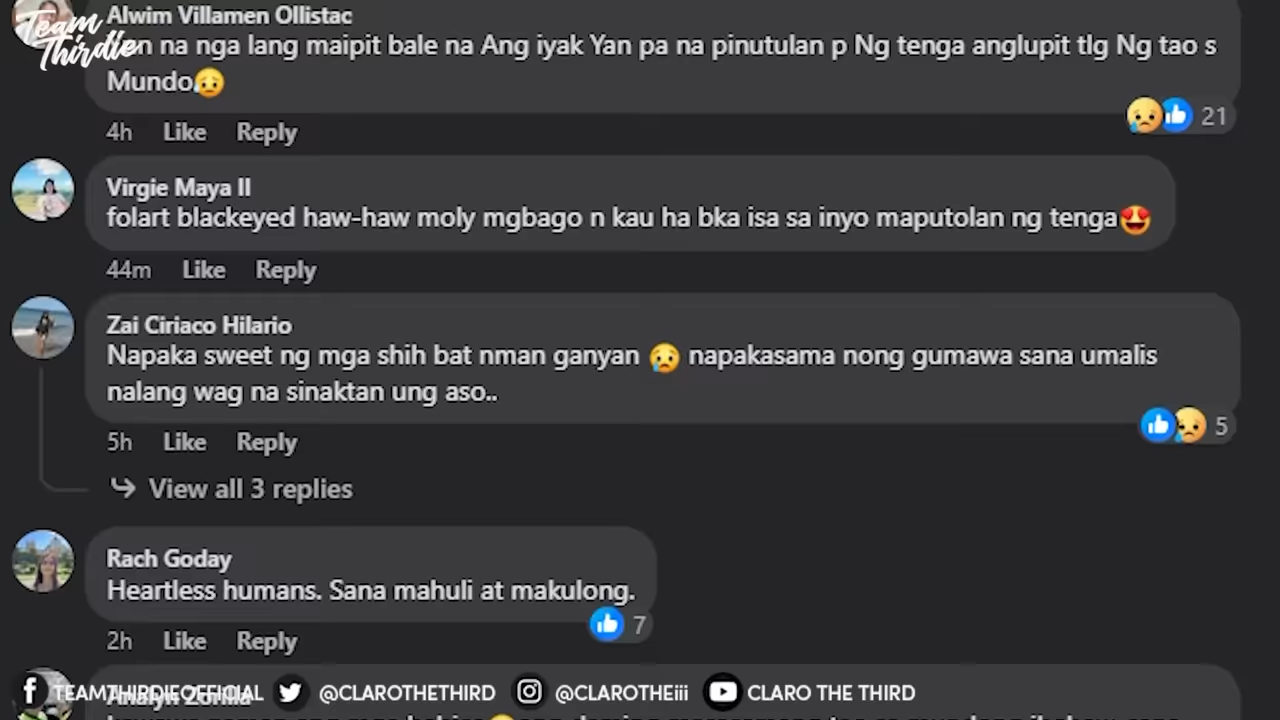 Team
Thirdie
Alwim Villamen Ollistac
n na nga lang maipit bale na Ang iyak Yan pa na pinutulan p Ng tenga anglupit tlg Ng tao s
Mundo😥
21
4h Like Reply
Virgie Maya II
folart blackeyed haw-haw moly mgbago n kau ha bka isa sa inyo maputolan ng tenga🤩
44m Like Reply
Zai Ciriaco Hilario
Napaka sweet ng mga shih bat nman ganyan 😥 napakasama nong gumawa sana umalis
nalang wag na sinaktan ung aso..
5
5h Like Reply
View all 3 replies
Rach Goday
Heartless humans. Sana mahuli at makulong.
7
2h Like Reply
Analyn Zorilla
TEAMTHIRDIEOFFICIAL @CLAROTHETHIRD @CLAROTHEiii CLARO THE THIRD